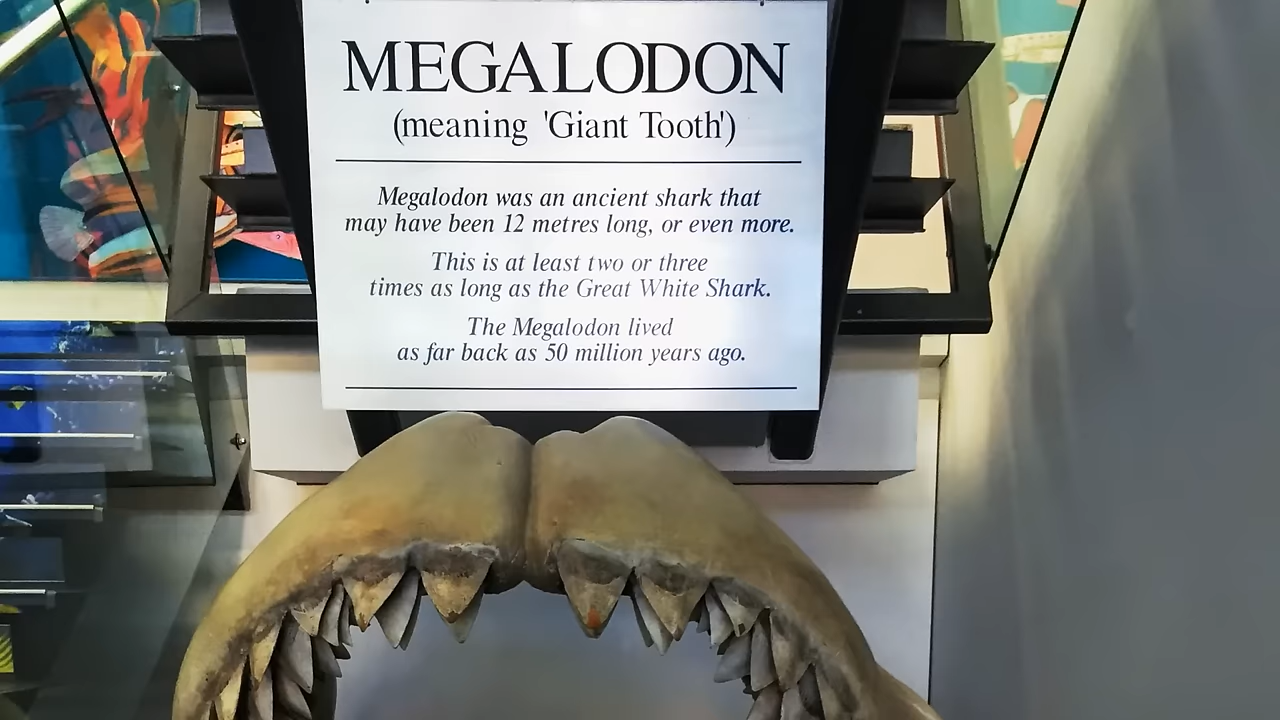 MEGALODON
(meaning 'Giant Tooth')
Megalodon was an ancient shark that
may have been 12 metres long, or even more.
This is at least two or three
times as long as the Great White Shark.
The Megalodon lived
as far back as 50 million years ago.